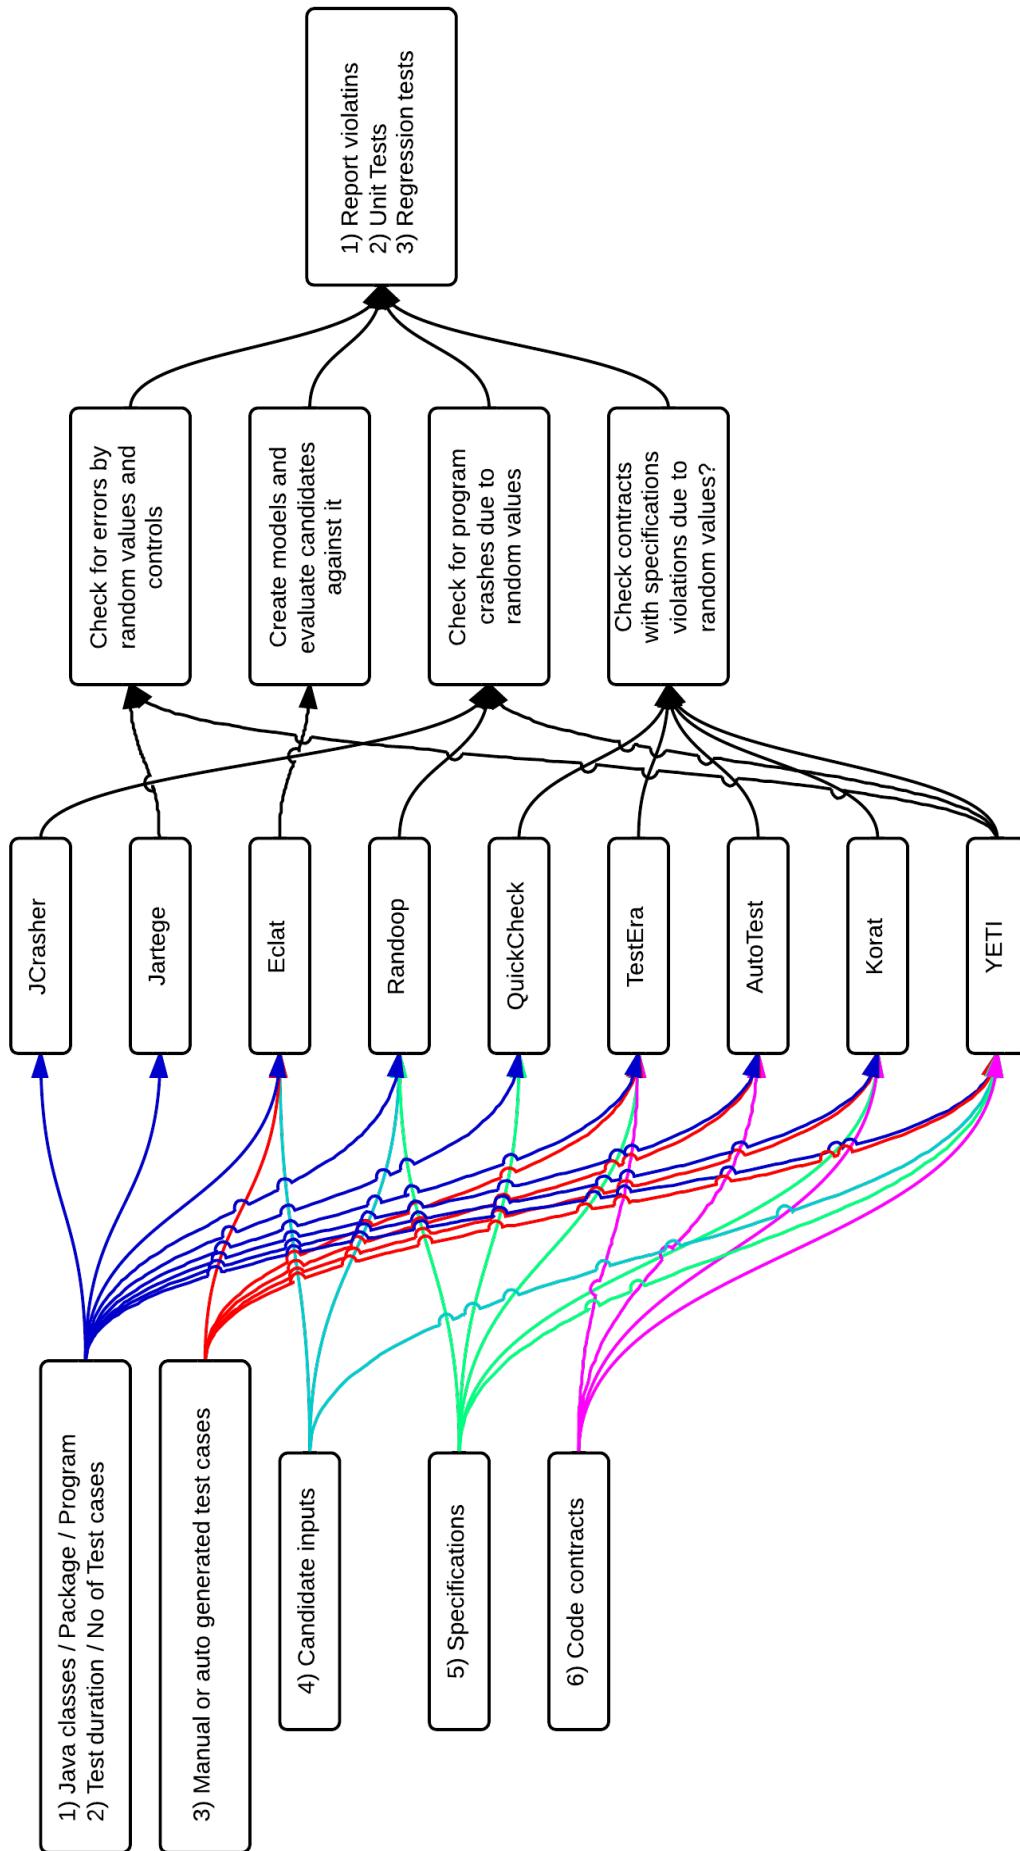 1) Java classes / Package / Program
2) Test duration / No of Test cases
3) Manual or auto generated test cases
4) Candidate inputs
5) Specifications
6) Code contracts
JCrasher
Jartege
Eclat
Randoop
QuickCheck
TestEra
AutoTest
Korat
YETI
Check for errors by
random values and
controls
Create models and
evaluate candidates
against it
Check for program
crashes due to
random values
Check contracts
with specifications
violations due to
random values?
1) Report violatins
2) Unit Tests
3) Regression tests